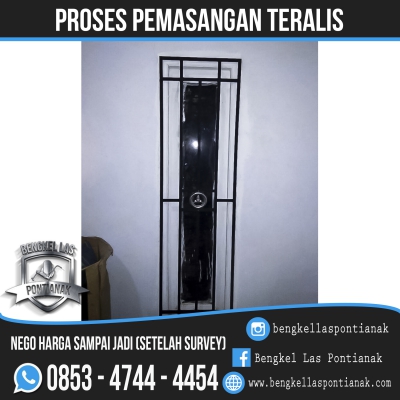 PROSES PEMASANGAN TERALIS
BENGKEL LAS
PONTIANAK
NEGO HARGA SAMPAI JADI (SETELAH SURVEY)
0853 - 4744 - 4454
bengkellaspontianak
Bengkel Las Pontianak
www.bengkellaspontianak.com